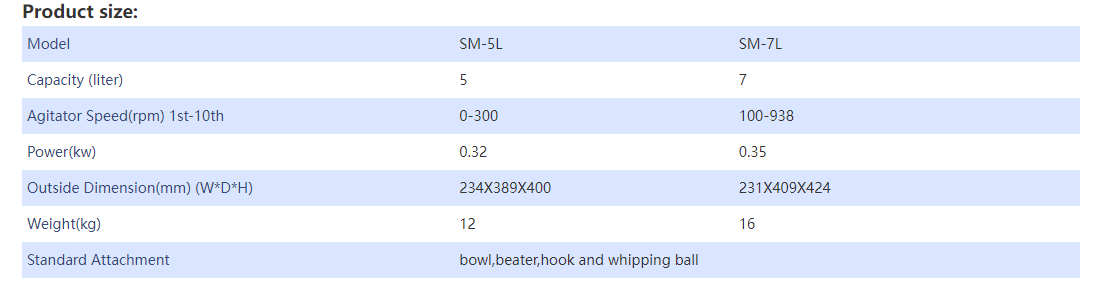 Product size:
Model SM-5L SM-7L
Capacity (liter) 5 7
Agitator Speed(rpm) 1st-10th 0-300 100-938
Power(kw) 0.32 0.35
Outside Dimension(mm) (W*D*H) 234X389X400 231X409X424
Weight(kg) 12 16
Standard Attachment bowl,beater,hook and whipping ball